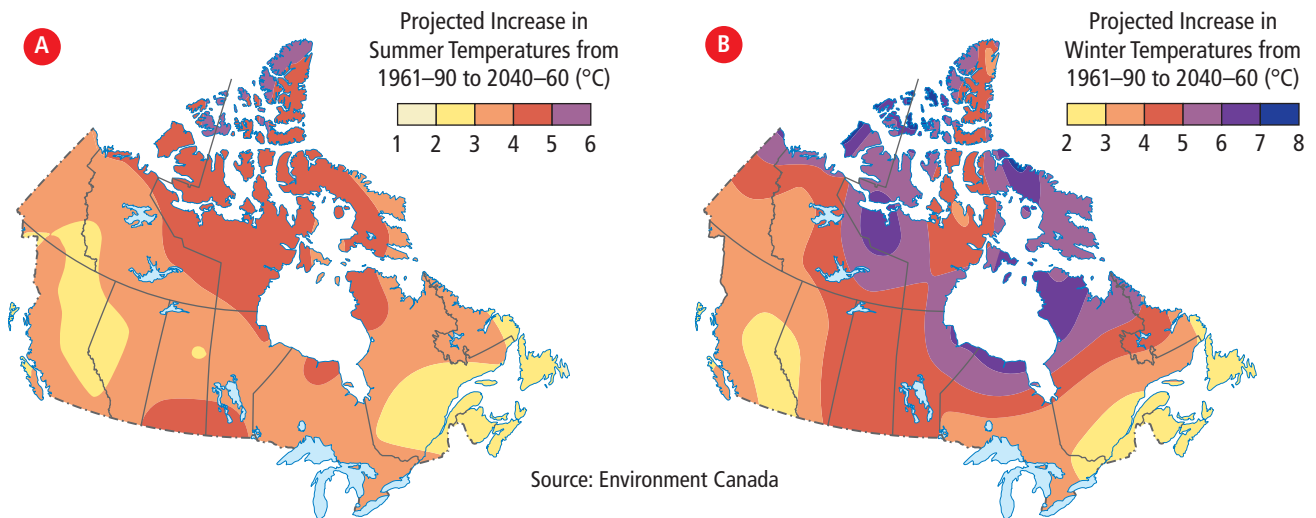 A
Projected Increase in
Summer Temperatures from
1961–90 to 2040–60 (°C)
1 2 3 4 5 6
B
Projected Increase in
Winter Temperatures from
1961–90 to 2040–60 (°C)
2 3 4 5 6 7 8
Source: Environment Canada